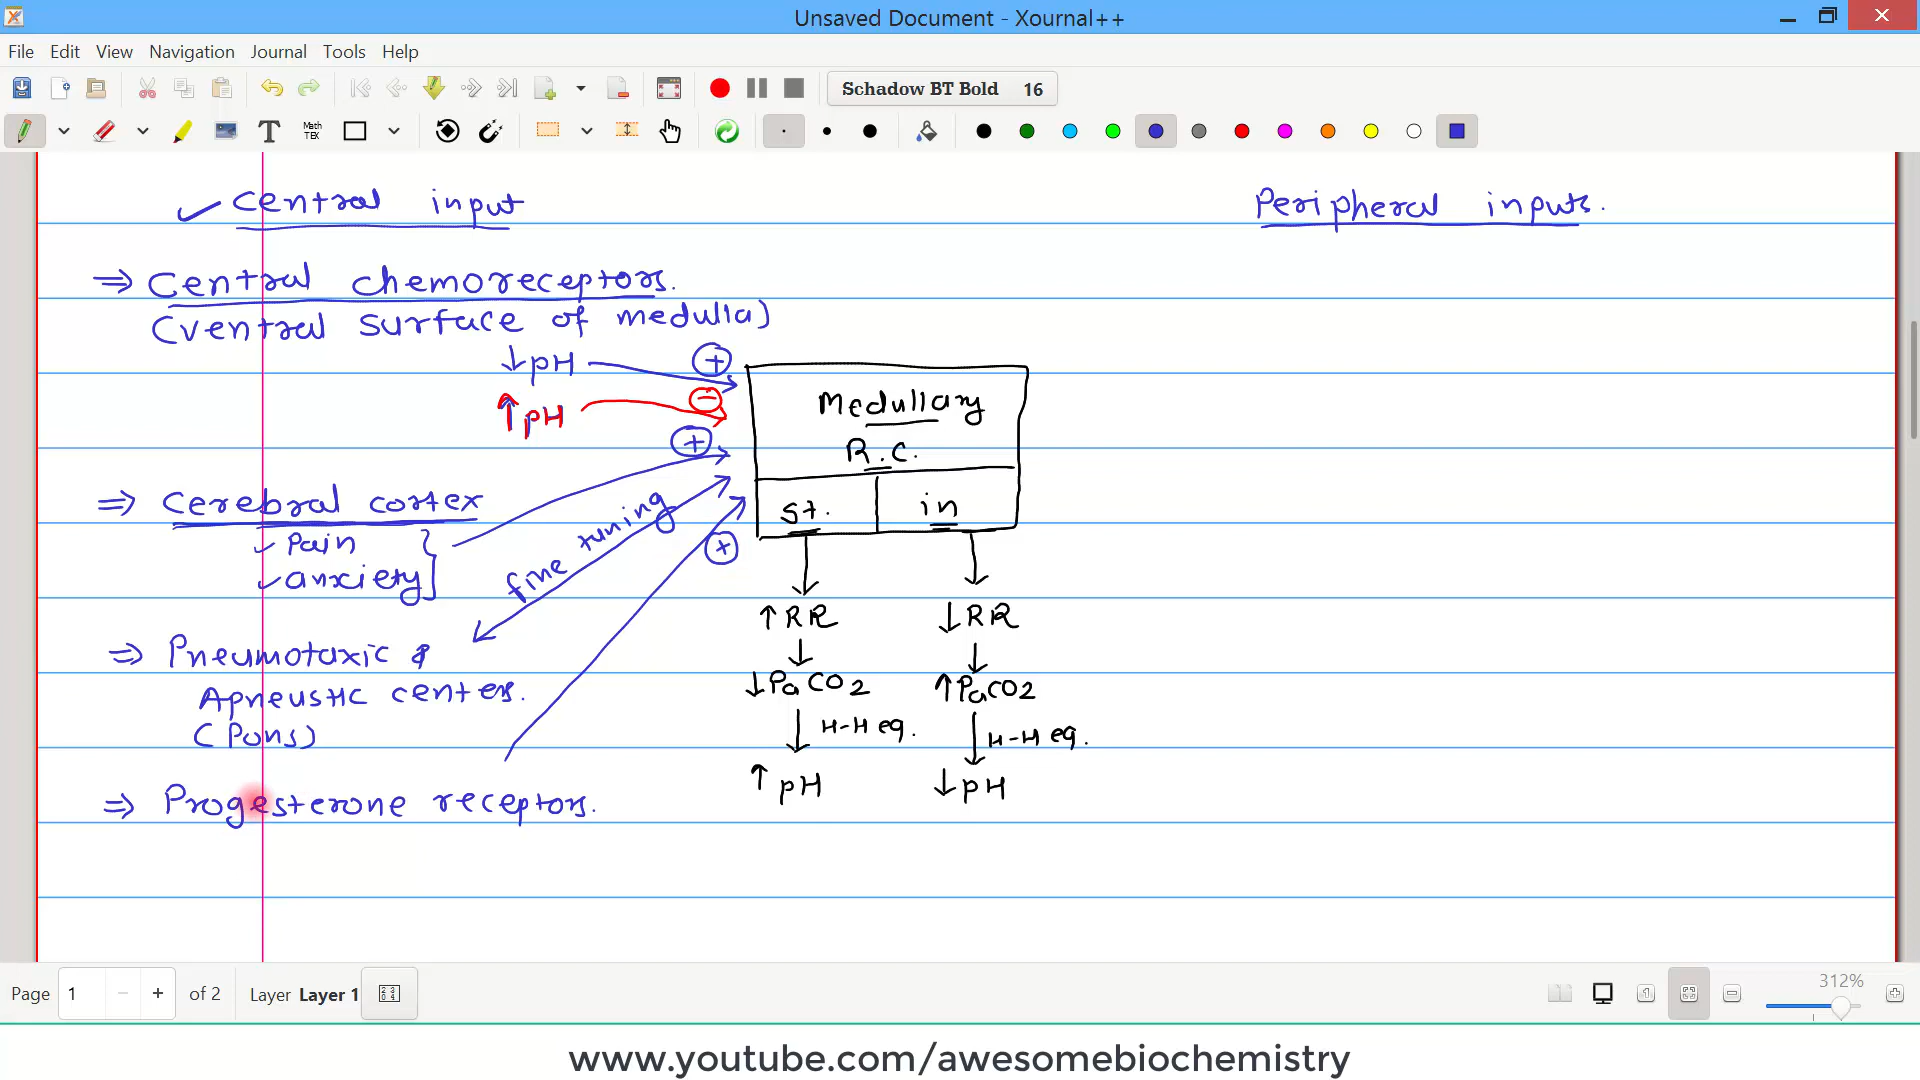 Unsaved Document - Xournal++
File Edit View Navigation Journal Tools Help
Schadow BT Bold 16
Math TEX
✓ Central input
Peripheral inputs.
⇒ Central chemoreceptors.
(ventral surface of medulla)
↓pH +
↑pH −
+
Medullary
R.C.
⇒ Cerebral cortex
✓ Pain
✓ anxiety
fine tuning
+
st. in
↑RR ↓RR
⇒ Pneumotaxic &
Apneustic centers.
(Pons)
↓PaCO2 ↑PaCO2
H-H eq. H-H eq.
↑pH ↓pH
⇒ Progesterone receptors.
Page 1 − + of 2 Layer Layer 1
312%
www.youtube.com/awesomebiochemistry